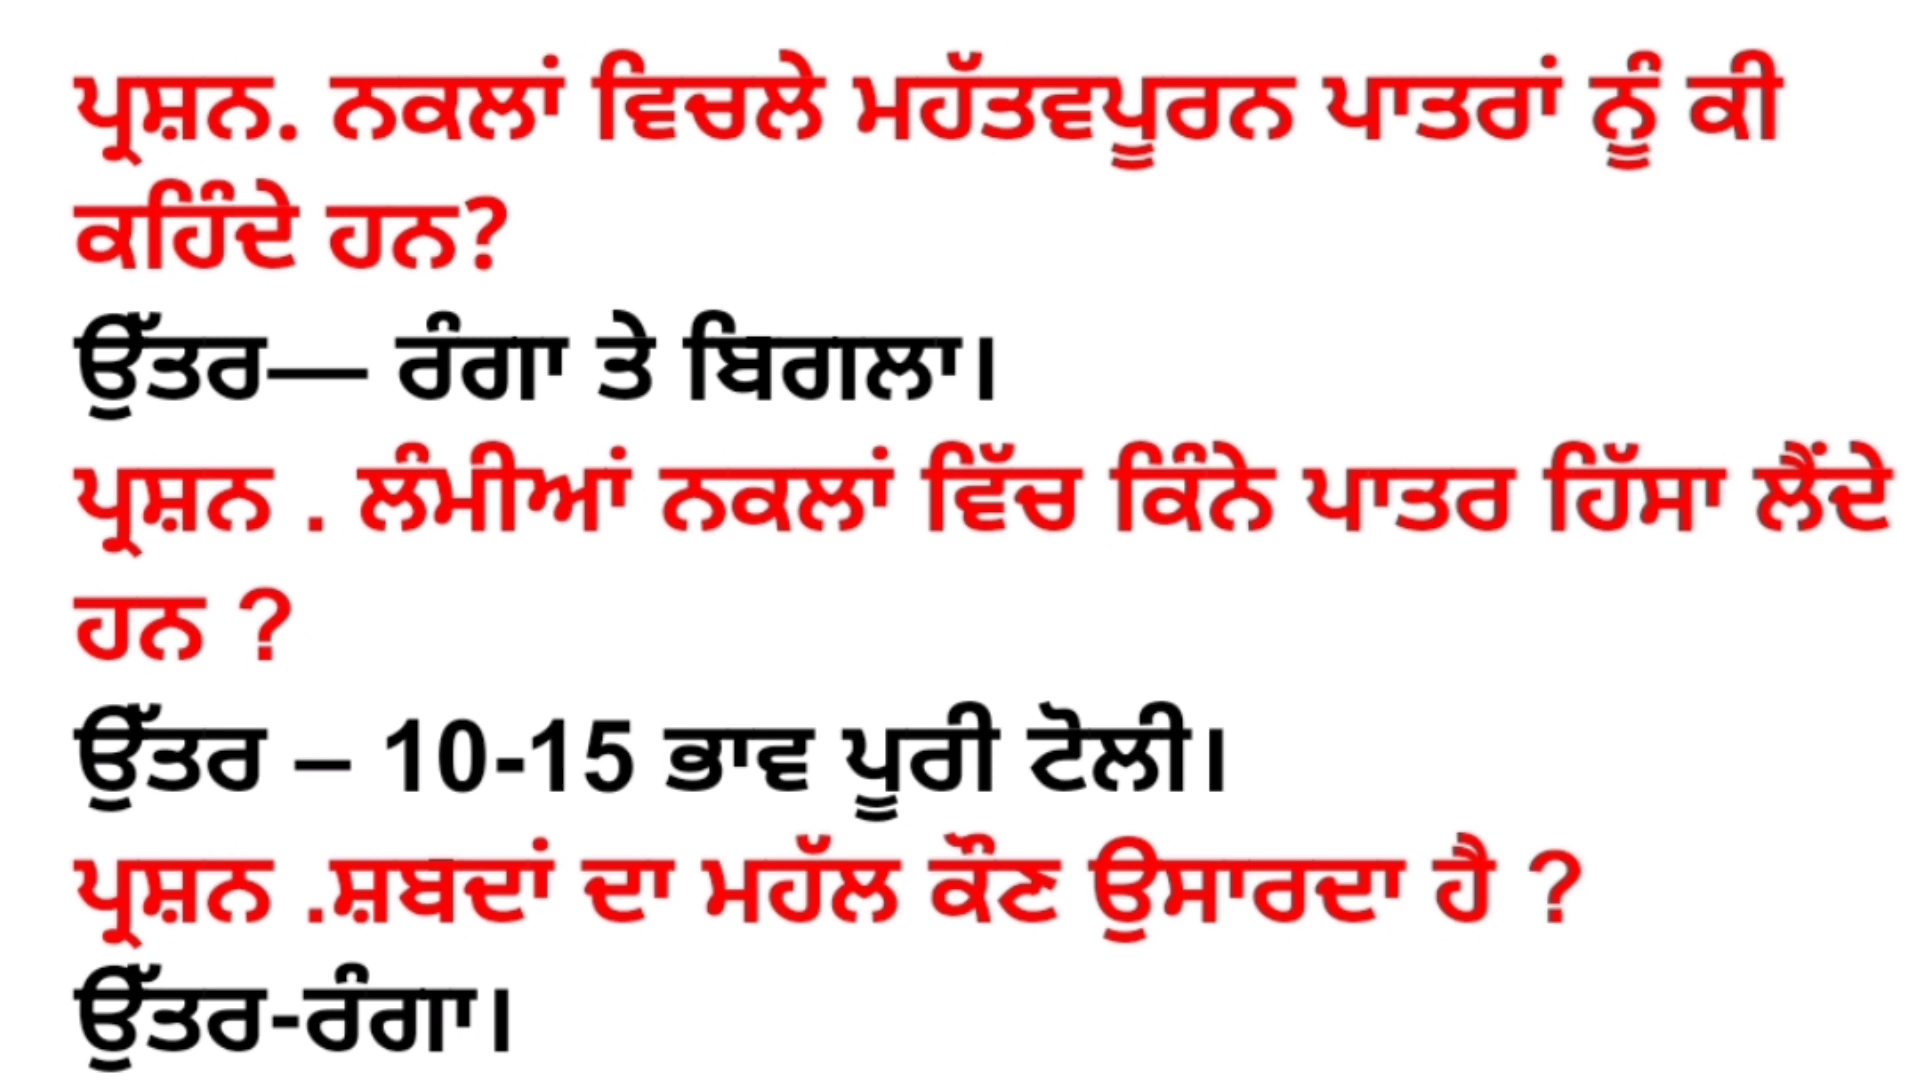 ਪ੍ਰਸ਼ਨ. ਨਕਲਾਂ ਵਿਚਲੇ ਮਹੱਤਵਪੂਰਨ ਪਾਤਰਾਂ ਨੂੰ ਕੀ
ਕਹਿੰਦੇ ਹਨ?
ਉੱਤਰ— ਰੰਗਾ ਤੇ ਬਿਗਲਾ।
ਪ੍ਰਸ਼ਨ . ਲੰਮੀਆਂ ਨਕਲਾਂ ਵਿੱਚ ਕਿੰਨੇ ਪਾਤਰ ਹਿੱਸਾ ਲੈਂਦੇ
ਹਨ ?
ਉੱਤਰ – 10-15 ਭਾਵ ਪੂਰੀ ਟੋਲੀ।
ਪ੍ਰਸ਼ਨ .ਸ਼ਬਦਾਂ ਦਾ ਮਹੱਲ ਕੌਣ ਉਸਾਰਦਾ ਹੈ ?
ਉੱਤਰ-ਰੰਗਾ।